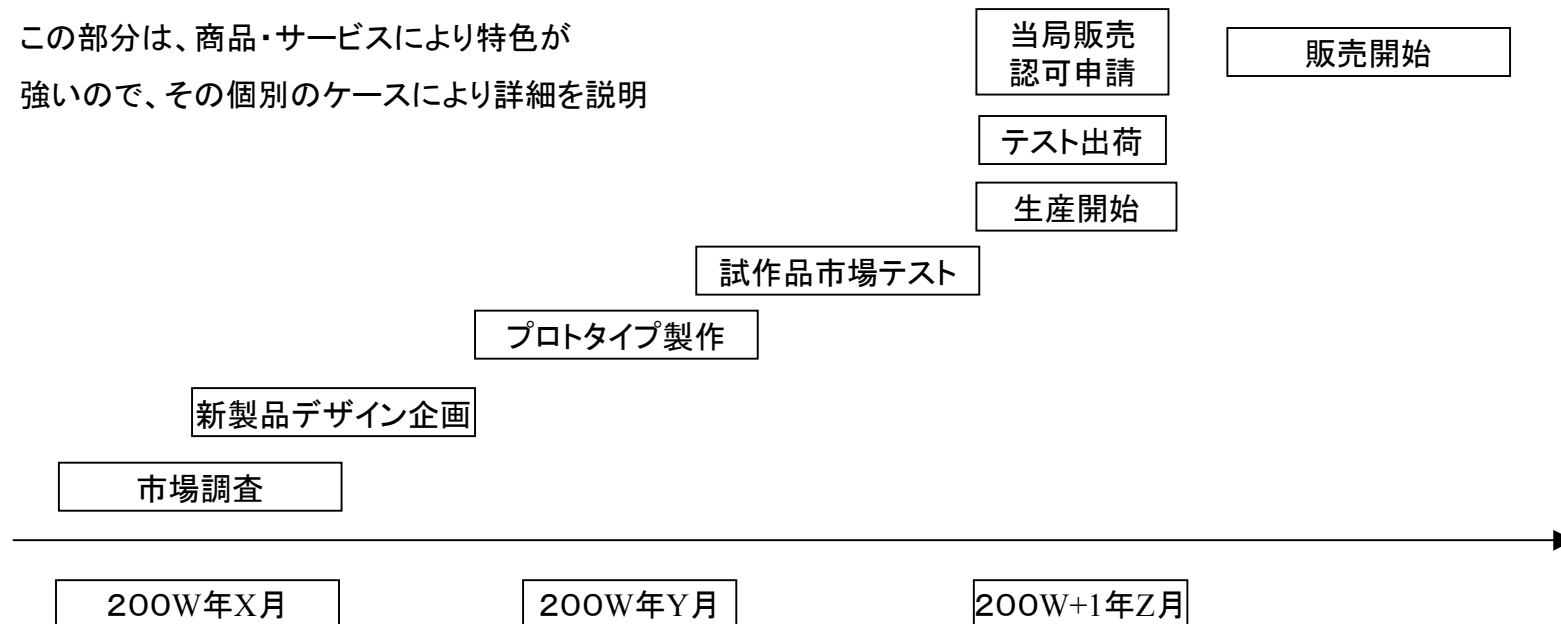 この部分は、商品・サービスにより特色が
強いので、その個別のケースにより詳細を説明
当局販売
認可申請
販売開始
テスト出荷
生産開始
試作品市場テスト
プロトタイプ製作
新製品デザイン企画
市場調査
200W年X月
200W年Y月
200W+1年Z月